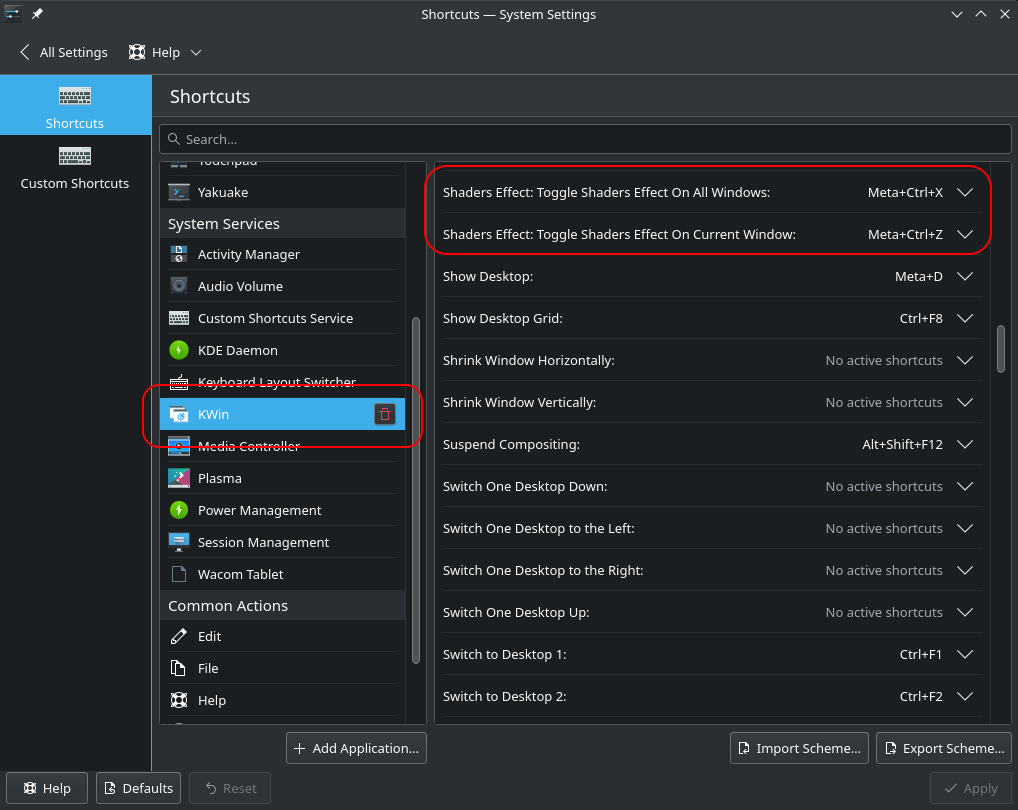 Shortcuts — System Settings
All Settings
Help
Shortcuts
Custom Shortcuts
Shortcuts
Search...
Touchpad
Yakuake
System Services
Activity Manager
Audio Volume
Custom Shortcuts Service
KDE Daemon
Keyboard Layout Switcher
KWin
Media Controller
Plasma
Power Management
Session Management
Wacom Tablet
Common Actions
Edit
File
Help
Shaders Effect: Toggle Shaders Effect On All Windows: Meta+Ctrl+X
Shaders Effect: Toggle Shaders Effect On Current Window: Meta+Ctrl+Z
Show Desktop: Meta+D
Show Desktop Grid: Ctrl+F8
Shrink Window Horizontally: No active shortcuts
Shrink Window Vertically: No active shortcuts
Suspend Compositing: Alt+Shift+F12
Switch One Desktop Down: No active shortcuts
Switch One Desktop to the Left: No active shortcuts
Switch One Desktop to the Right: No active shortcuts
Switch One Desktop Up: No active shortcuts
Switch to Desktop 1: Ctrl+F1
Switch to Desktop 2: Ctrl+F2
Add Application...
Import Scheme...
Export Scheme...
Help
Defaults
Reset
Apply